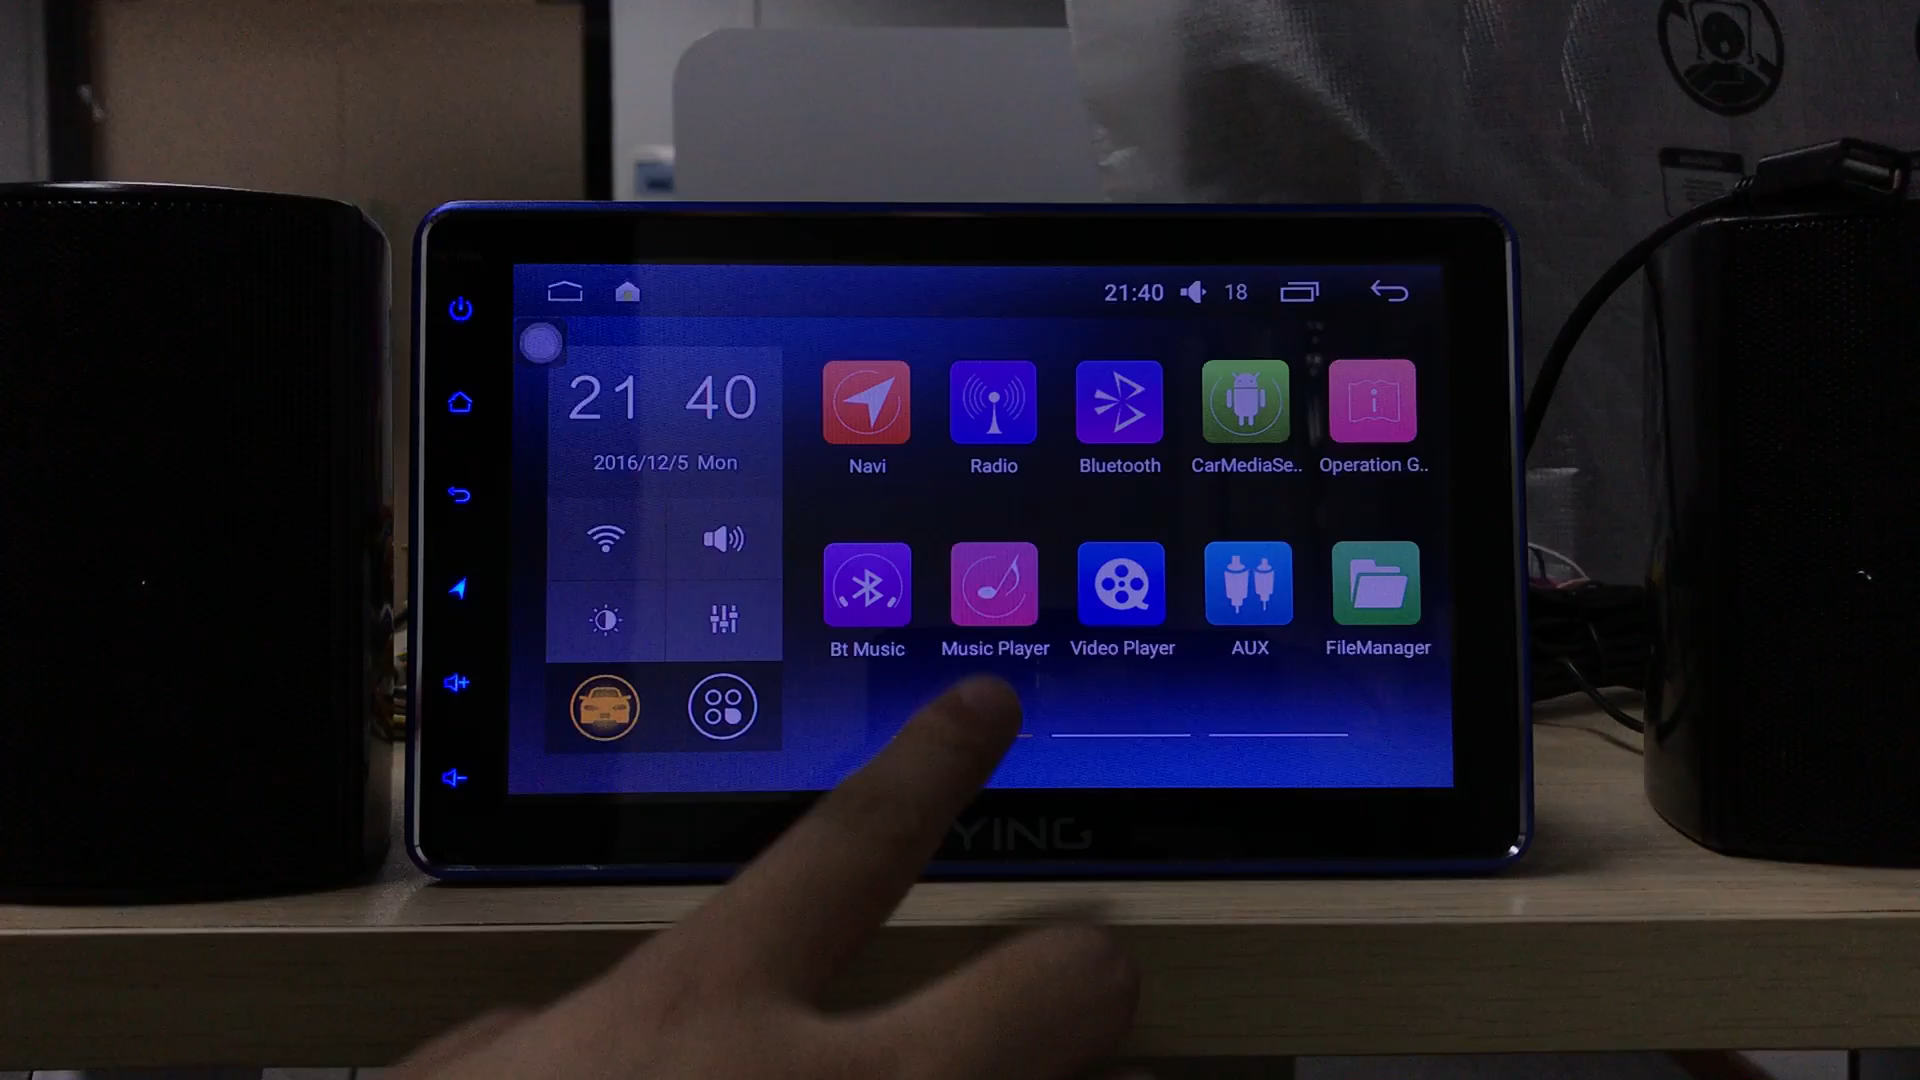 21:40 18
21 40
2016/12/5 Mon
Navi
Radio
Bluetooth
CarMediaSe..
Operation G..
Bt Music
Music Player
Video Player
AUX
FileManager
YING